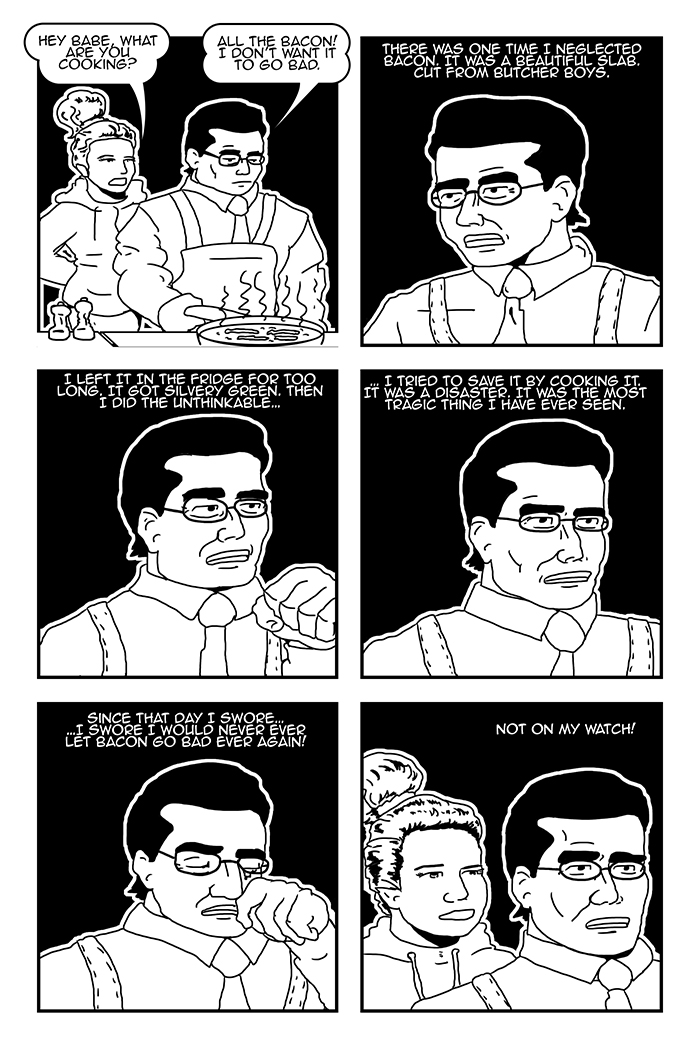 HEY BABE, WHAT
ARE YOU
COOKING?
ALL THE BACON!
I DON'T WANT IT
TO GO BAD.
THERE WAS ONE TIME I NEGLECTED
BACON. IT WAS A BEAUTIFUL SLAB.
CUT FROM BUTCHER BOYS.
I LEFT IT IN THE FRIDGE FOR TOO
LONG. IT GOT SILVERY GREEN. THEN
I DID THE UNTHINKABLE...
... I TRIED TO SAVE IT BY COOKING IT.
IT WAS A DISASTER. IT WAS THE MOST
TRAGIC THING I HAVE EVER SEEN.
SINCE THAT DAY I SWORE...
...I SWORE I WOULD NEVER EVER
LET BACON GO BAD EVER AGAIN!
NOT ON MY WATCH!